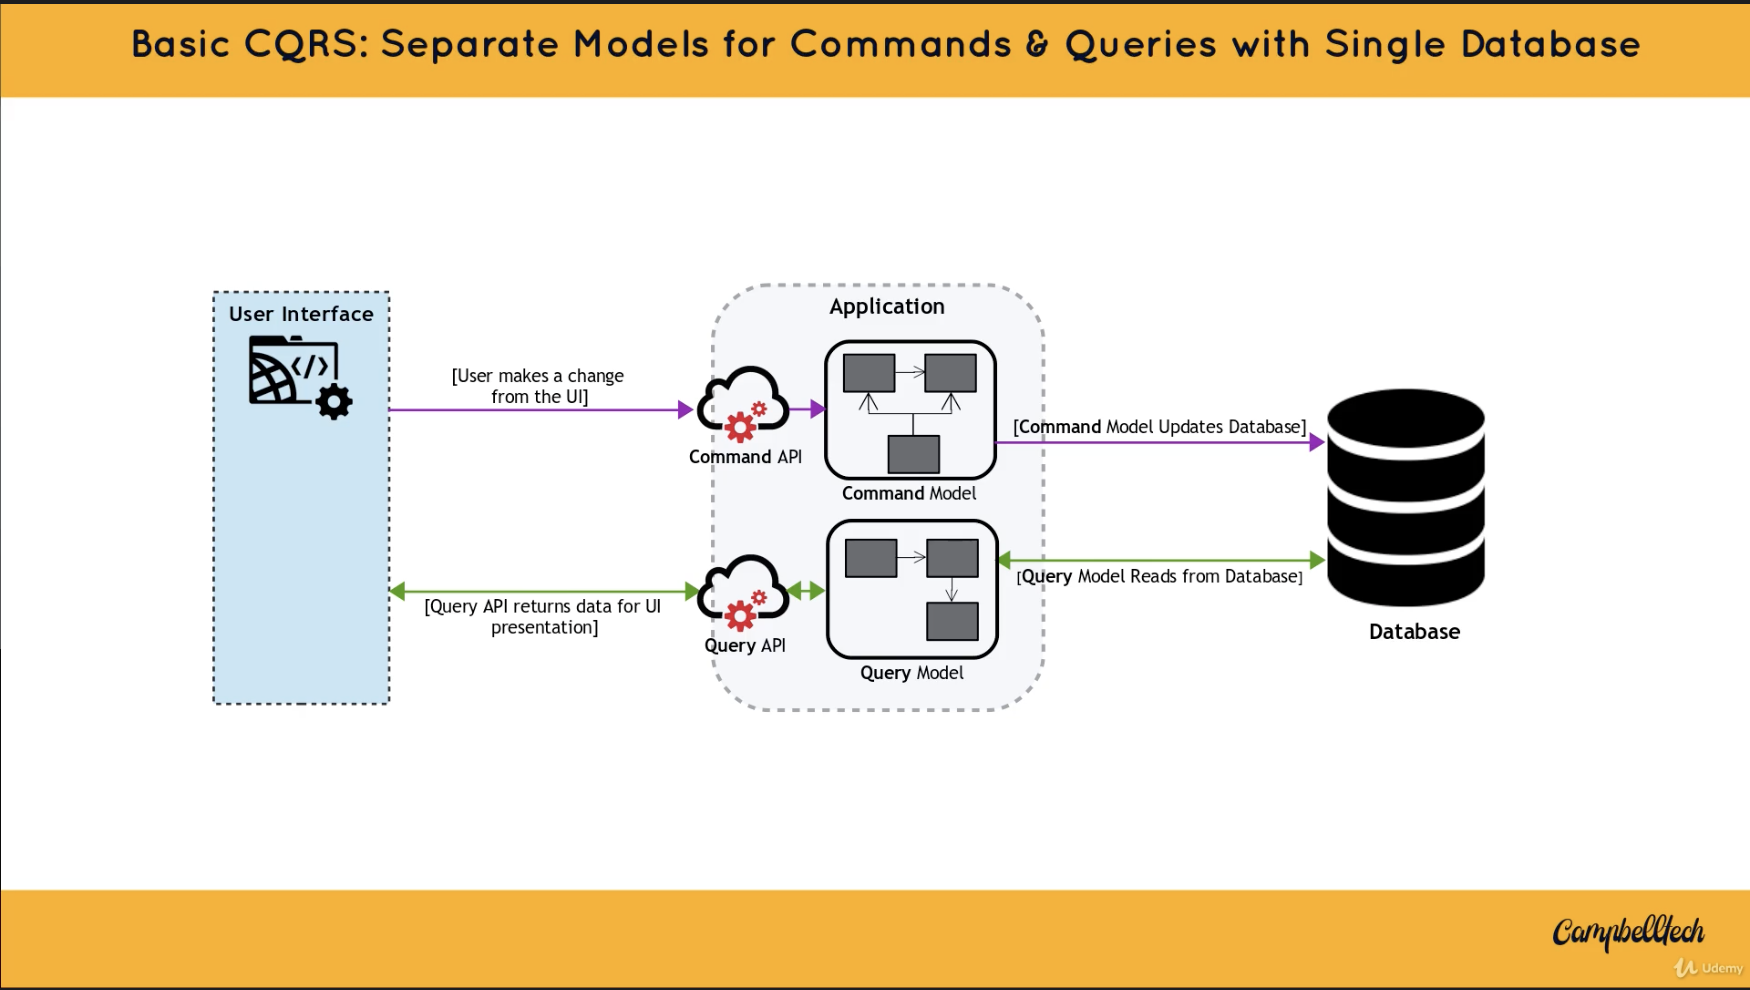 Basic CQRS: Separate Models for Commands & Queries with Single Database
User Interface
</>
[User makes a change
from the UI]
Application
Command API
Command Model
[Command Model Updates Database]
[Query API returns data for UI
presentation]
Query API
Query Model
[Query Model Reads from Database]
Database
Campbelltech
Udemy